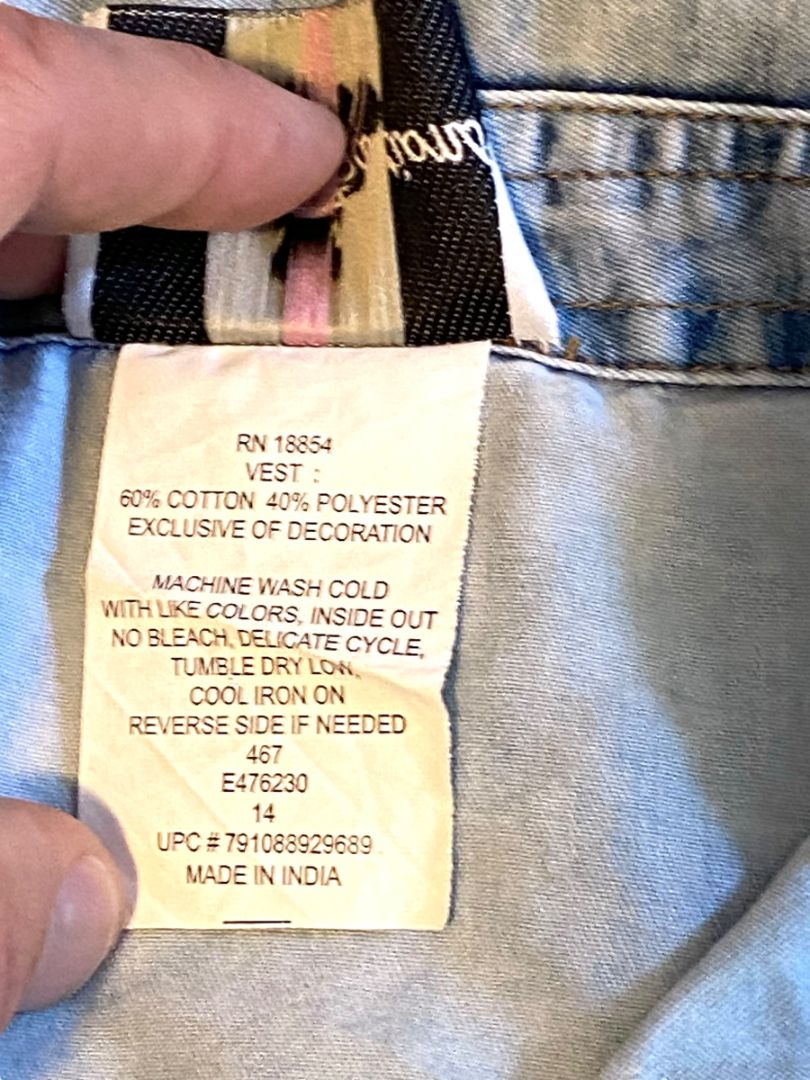 RN 18854
VEST :
60% COTTON 40% POLYESTER
EXCLUSIVE OF DECORATION
MACHINE WASH COLD
WITH LIKE COLORS, INSIDE OUT
NO BLEACH, DELICATE CYCLE,
TUMBLE DRY LOW,
COOL IRON ON
REVERSE SIDE IF NEEDED
467
E476230
14
UPC # 791088929689
MADE IN INDIA